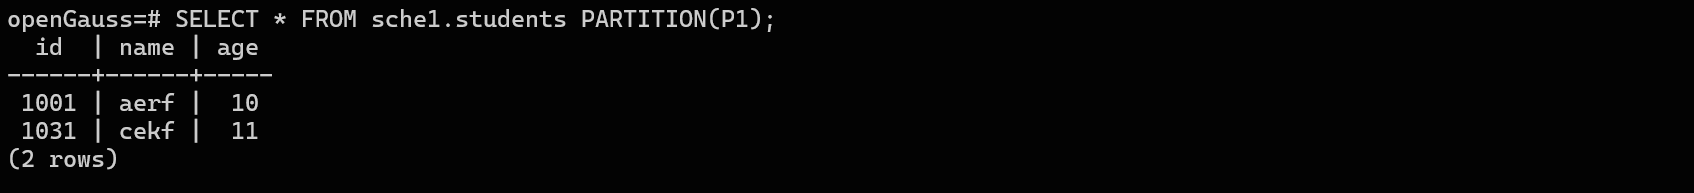 openGauss=# SELECT * FROM sche1.students PARTITION(P1);
  id  | name | age
------+------+-----
 1001 | aerf |  10
 1031 | cekf |  11
(2 rows)